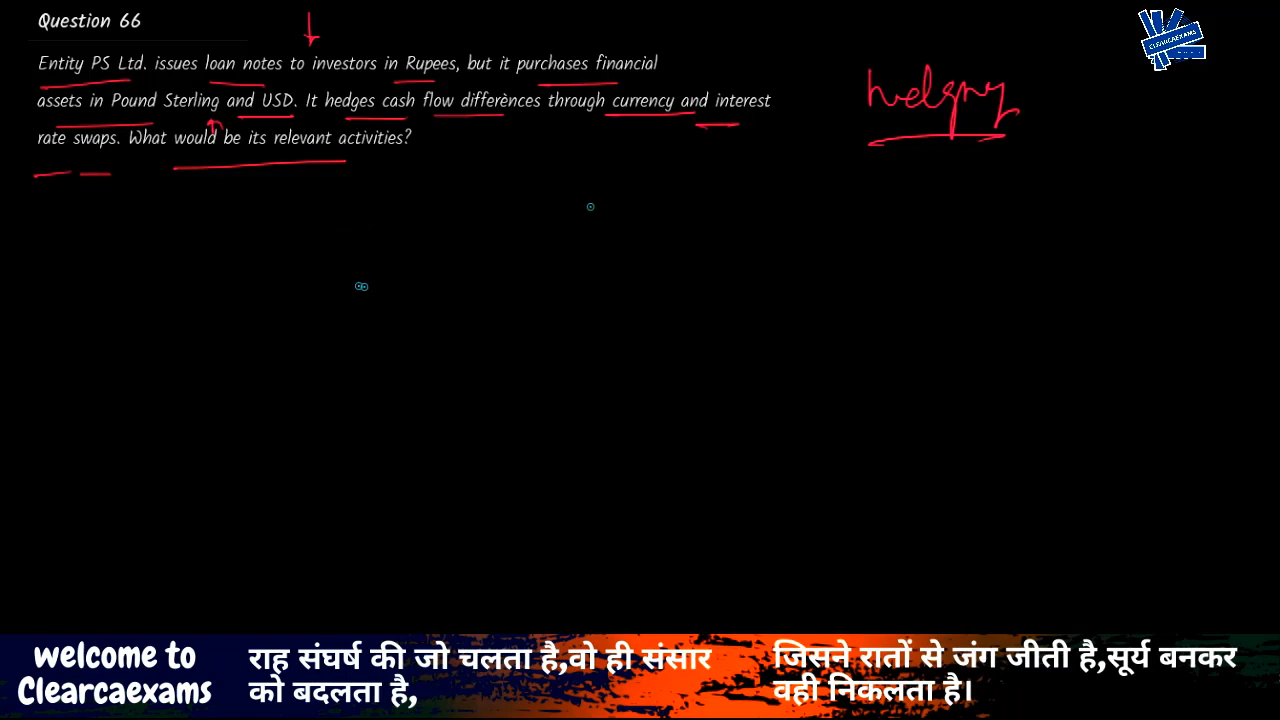 Question 66
Entity PS Ltd. issues loan notes to investors in Rupees, but it purchases financial
assets in Pound Sterling and USD. It hedges cash flow differences through currency and interest
rate swaps. What would be its relevant activities?
CLEARCAEXAMS
welcome to
Clearcaexams
राह संघर्ष की जो चलता है,वो ही संसार
को बदलता है,
जिसने रातों से जंग जीती है,सूर्य बनकर
वही निकलता है।